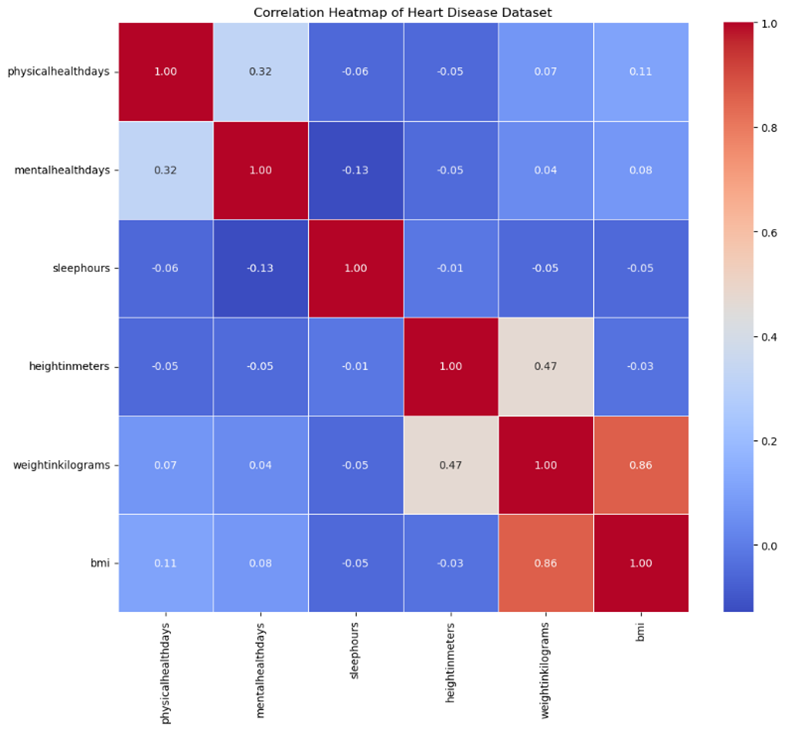 Correlation Heatmap of Heart Disease Dataset
physicalhealthdays 1.00 0.32 -0.06 -0.05 0.07 0.11
mentalhealthdays 0.32 1.00 -0.13 -0.05 0.04 0.08
sleephours -0.06 -0.13 1.00 -0.01 -0.05 -0.05
heightinmeters -0.05 -0.05 -0.01 1.00 0.47 -0.03
weightinkilograms 0.07 0.04 -0.05 0.47 1.00 0.86
bmi 0.11 0.08 -0.05 -0.03 0.86 1.00
physicalhealthdays
mentalhealthdays
sleephours
heightinmeters
weightinkilograms
bmi
1.0
0.8
0.6
0.4
0.2
0.0